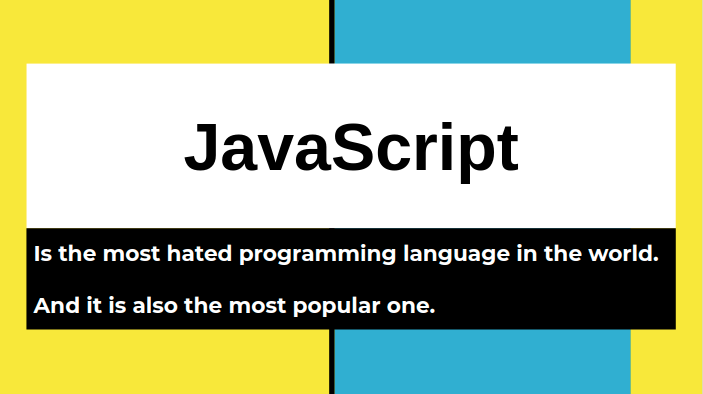 JavaScript
Is the most hated programming language in the world.
And it is also the most popular one.